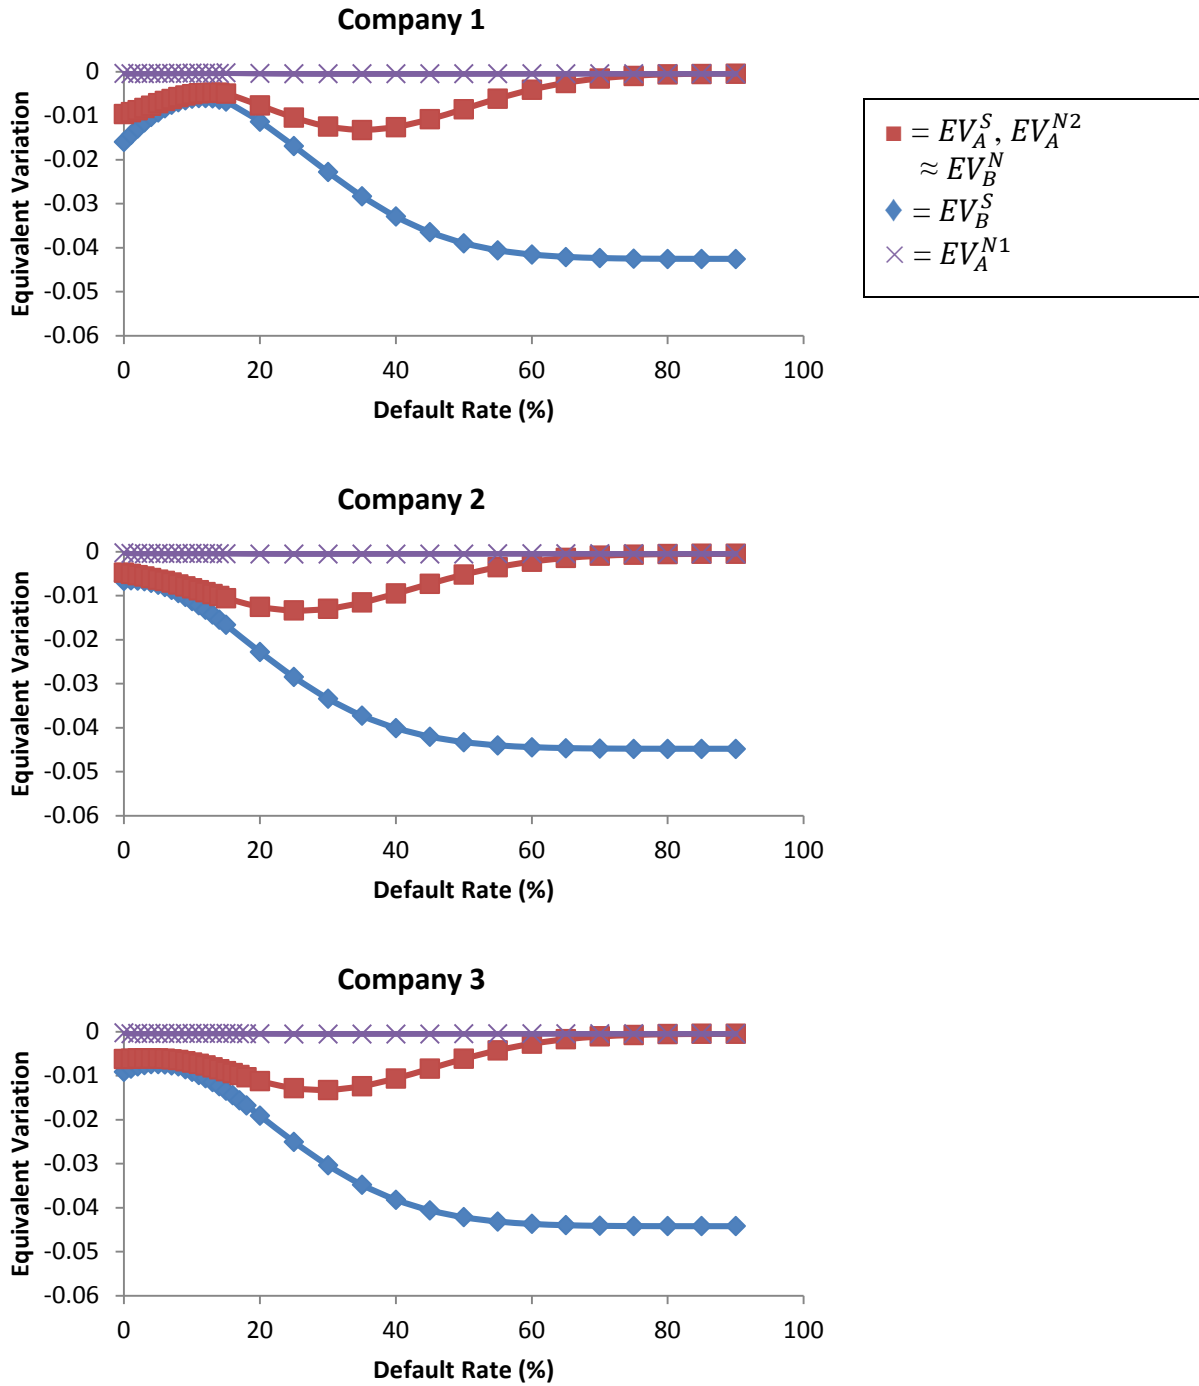 Company 1
0
-0.01
-0.02
-0.03
-0.04
-0.05
-0.06
Equivalent Variation
0 20 40 60 80 100
Default Rate (%)
■ = EV_A^S, EV_A^{N2}
≈ EV_B^N
◆ = EV_B^S
× = EV_A^{N1}
Company 2
0
-0.01
-0.02
-0.03
-0.04
-0.05
-0.06
Equivalent Variation
0 20 40 60 80 100
Default Rate (%)
Company 3
0
-0.01
-0.02
-0.03
-0.04
-0.05
-0.06
Equivalent Variation
0 20 40 60 80 100
Default Rate (%)